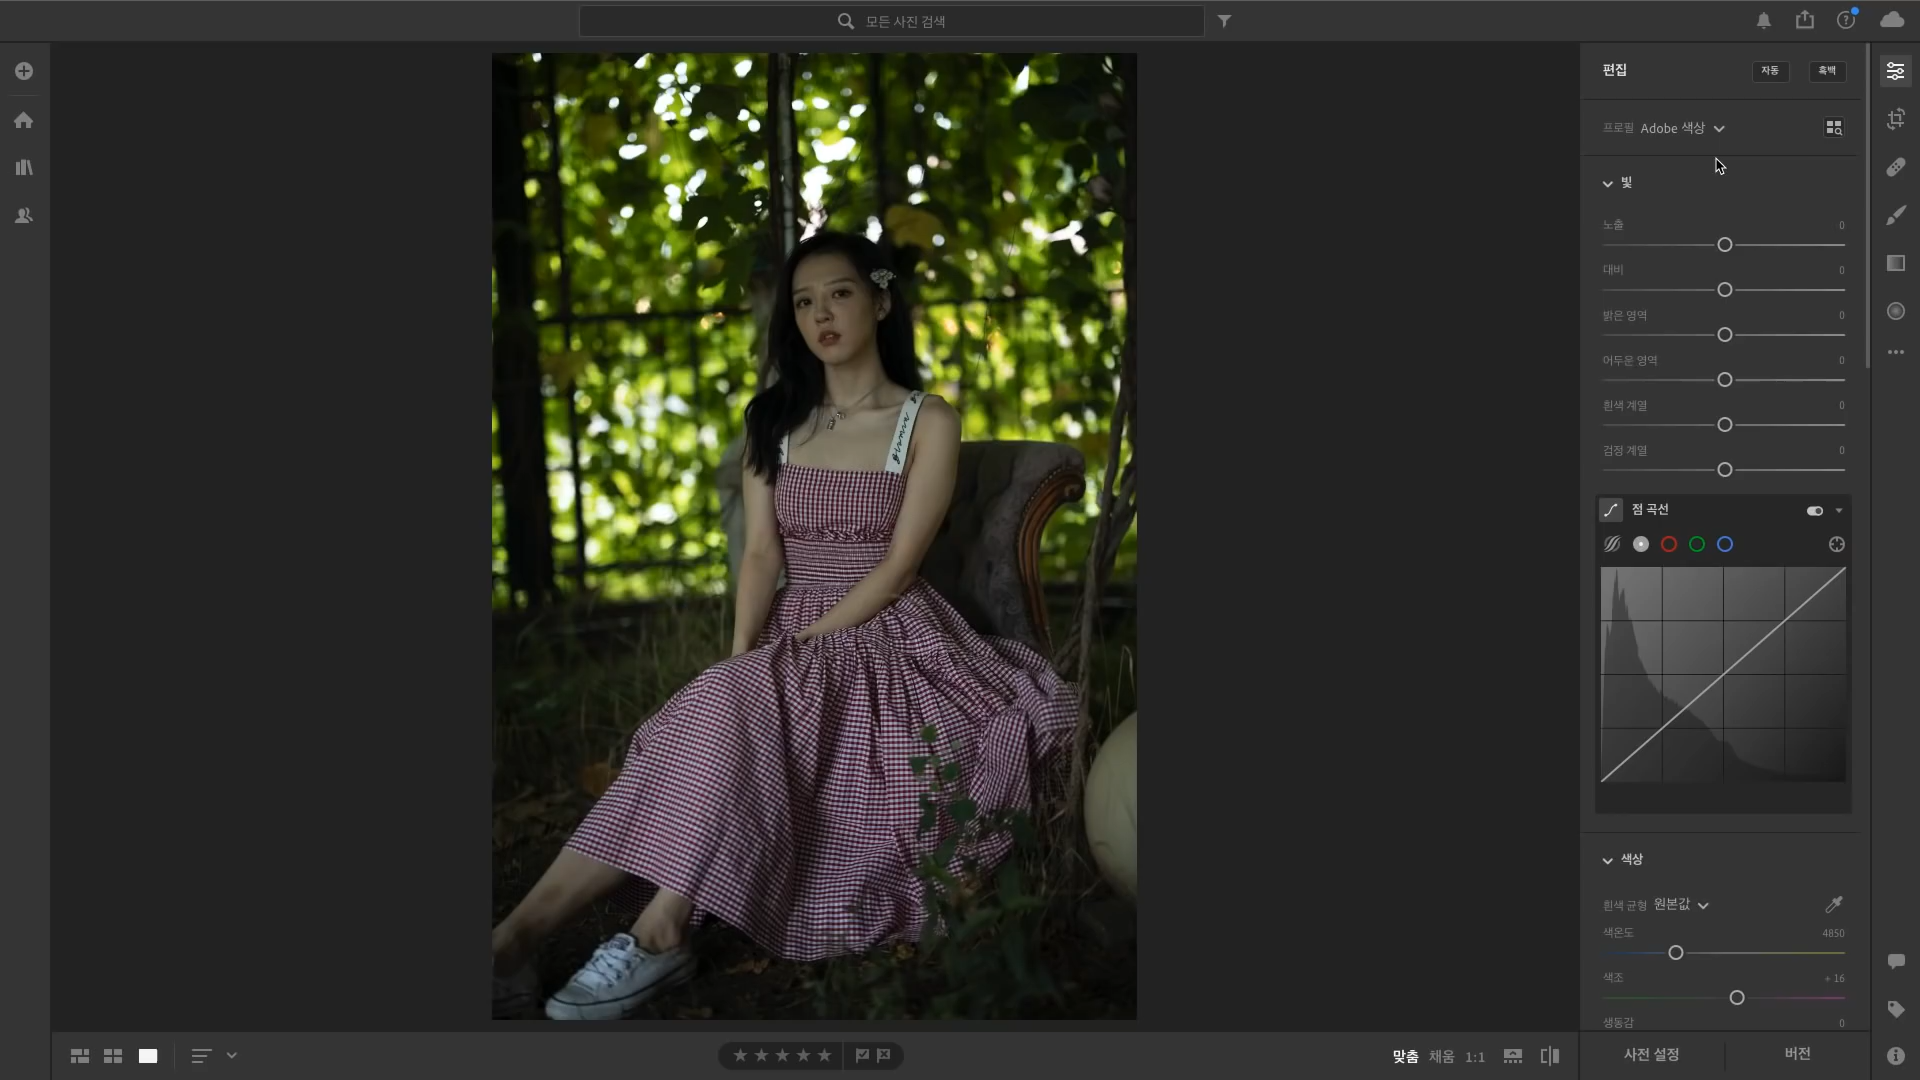 모든 사진 검색
편집
자동
흑백
프로필 Adobe 색상
빛
노출 0
대비 0
밝은 영역 0
어두운 영역 0
흰색 계열 0
검정 계열 0
점 곡선
색상
흰색 균형 원본값
색온도 4850
색조 + 16
생동감 0
맞춤 채움 1:1
사전 설정
버전